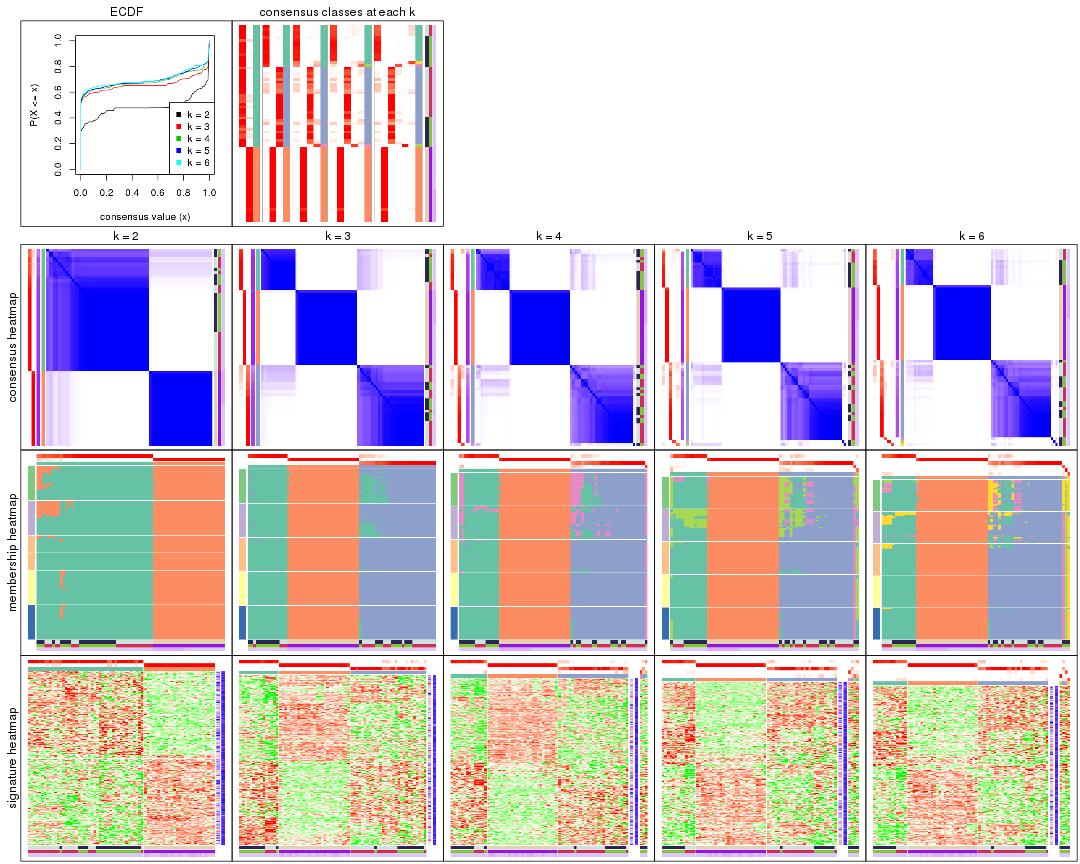 ECDF
consensus classes at each k
P(X <= x)
0.0 0.2 0.4 0.6 0.8 1.0
k = 2
k = 3
k = 4
k = 5
k = 6
0.0 0.2 0.4 0.6 0.8 1.0
consensus value (x)
k = 2 k = 3 k = 4 k = 5 k = 6
consensus heatmap
membership heatmap
signature heatmap